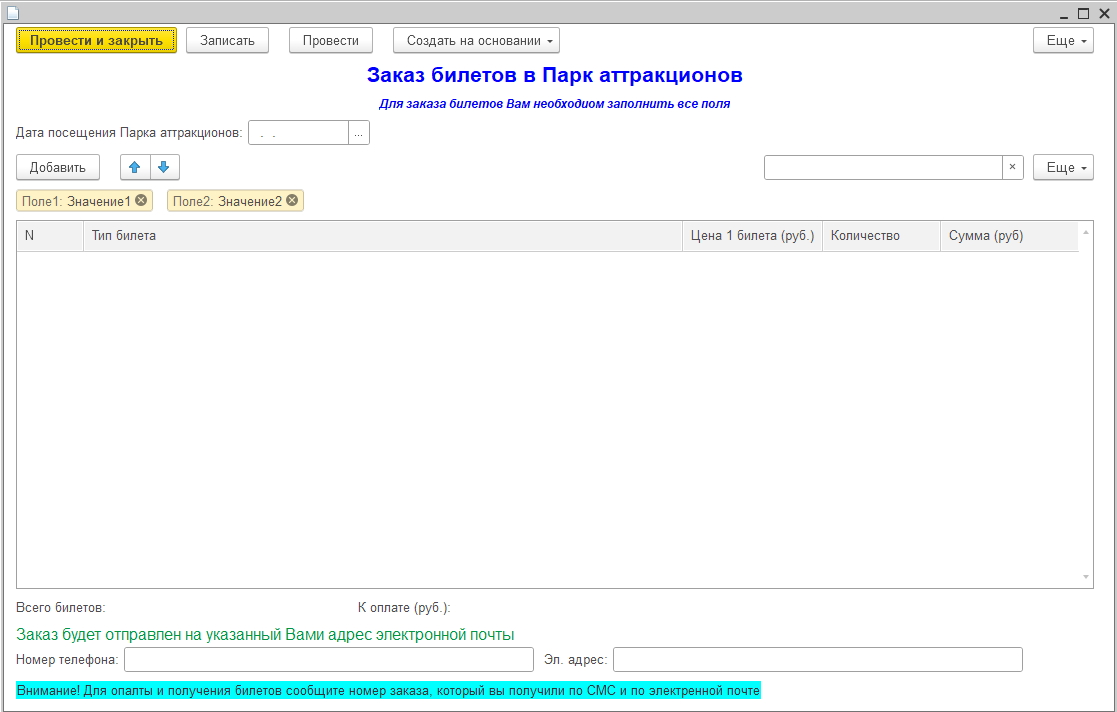 Провести и закрыть Записать Провести Создать на основании Еще
Заказ билетов в Парк аттракционов
Для заказа билетов Вам необходиом заполнить все поля
Дата посещения Парка аттракционов: . . ...
Добавить × Еще
Поле1: Значение1 Поле2: Значение2
N Тип билета Цена 1 билета (руб.) Количество Сумма (руб)
Всего билетов: К оплате (руб.):
Заказ будет отправлен на указанный Вами адрес электронной почты
Номер телефона: Эл. адрес:
Внимание! Для опалты и получения билетов сообщите номер заказа, который вы получили по СМС и по электренной почте